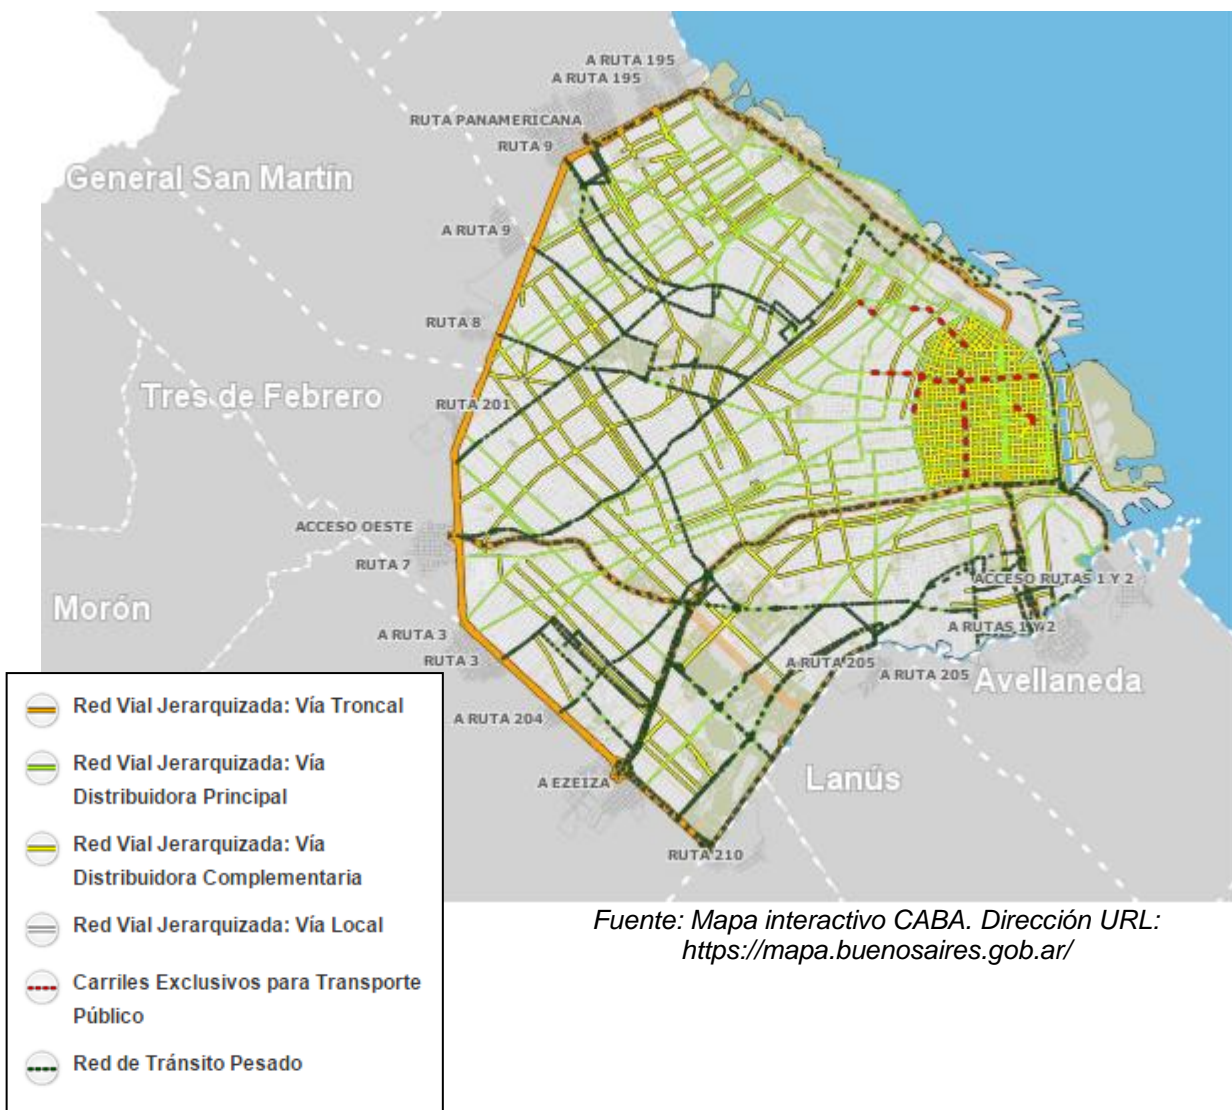 A RUTA 195
A RUTA 195
RUTA PANAMERICANA
RUTA 9
General San Martín
A RUTA 9
RUTA 8
Tres de Febrero
RUTA 201
ACCESO OESTE
RUTA 7
ACCESO RUTAS 1 Y 2
Morón
A RUTA 3
A RUTAS 1 Y 2
RUTA 3
A RUTA 205
A RUTA 205
Avellaneda
A RUTA 204
A EZEIZA
Lanús
RUTA 210
Red Vial Jerarquizada: Vía Troncal
Red Vial Jerarquizada: Vía
Distribuidora Principal
Red Vial Jerarquizada: Vía
Distribuidora Complementaria
Red Vial Jerarquizada: Vía Local
Carriles Exclusivos para Transporte
Público
Red de Tránsito Pesado
Fuente: Mapa interactivo CABA. Dirección URL:
https://mapa.buenosaires.gob.ar/